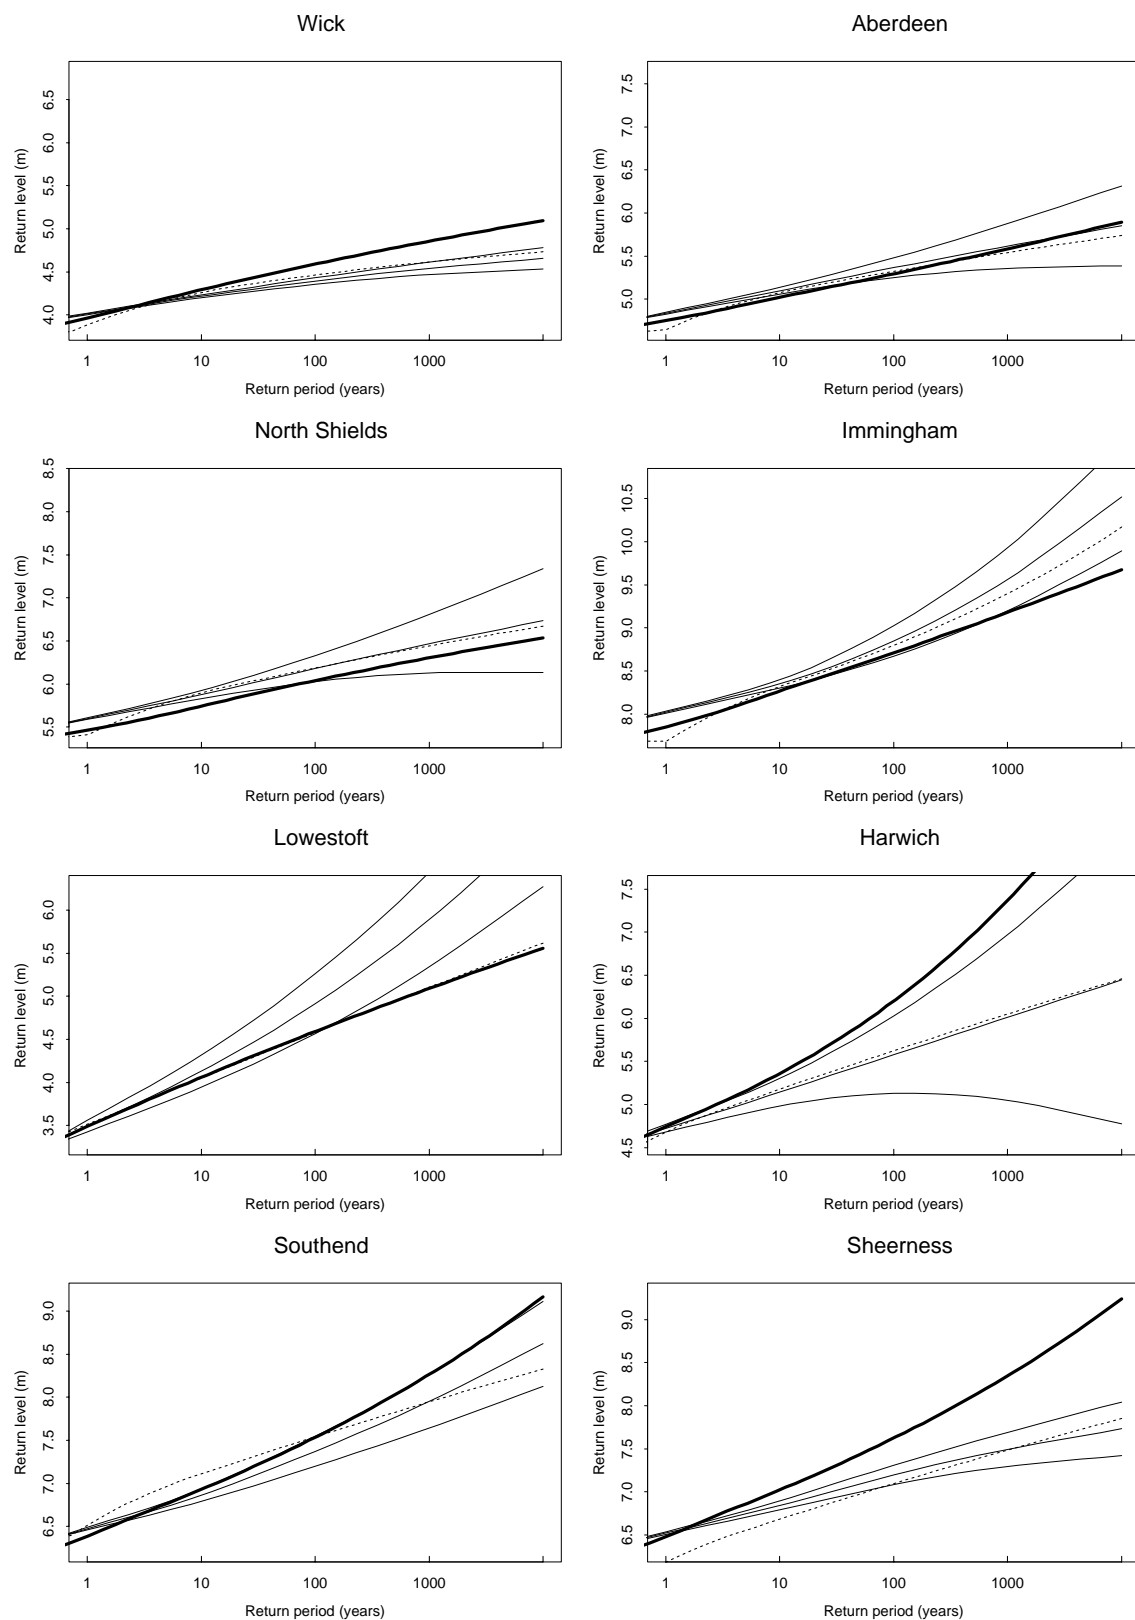 Wick
Return level (m)
4.0 4.5 5.0 5.5 6.0 6.5
1 10 100 1000
Return period (years)
Aberdeen
Return level (m)
5.0 5.5 6.0 6.5 7.0 7.5
1 10 100 1000
Return period (years)
North Shields
Return level (m)
5.5 6.0 6.5 7.0 7.5 8.0 8.5
1 10 100 1000
Return period (years)
Immingham
Return level (m)
8.0 8.5 9.0 9.5 10.0 10.5
1 10 100 1000
Return period (years)
Lowestoft
Return level (m)
3.5 4.0 4.5 5.0 5.5 6.0
1 10 100 1000
Return period (years)
Harwich
Return level (m)
4.5 5.0 5.5 6.0 6.5 7.0 7.5
1 10 100 1000
Return period (years)
Southend
Return level (m)
6.5 7.0 7.5 8.0 8.5 9.0
1 10 100 1000
Return period (years)
Sheerness
Return level (m)
6.5 7.0 7.5 8.0 8.5 9.0
1 10 100 1000
Return period (years)